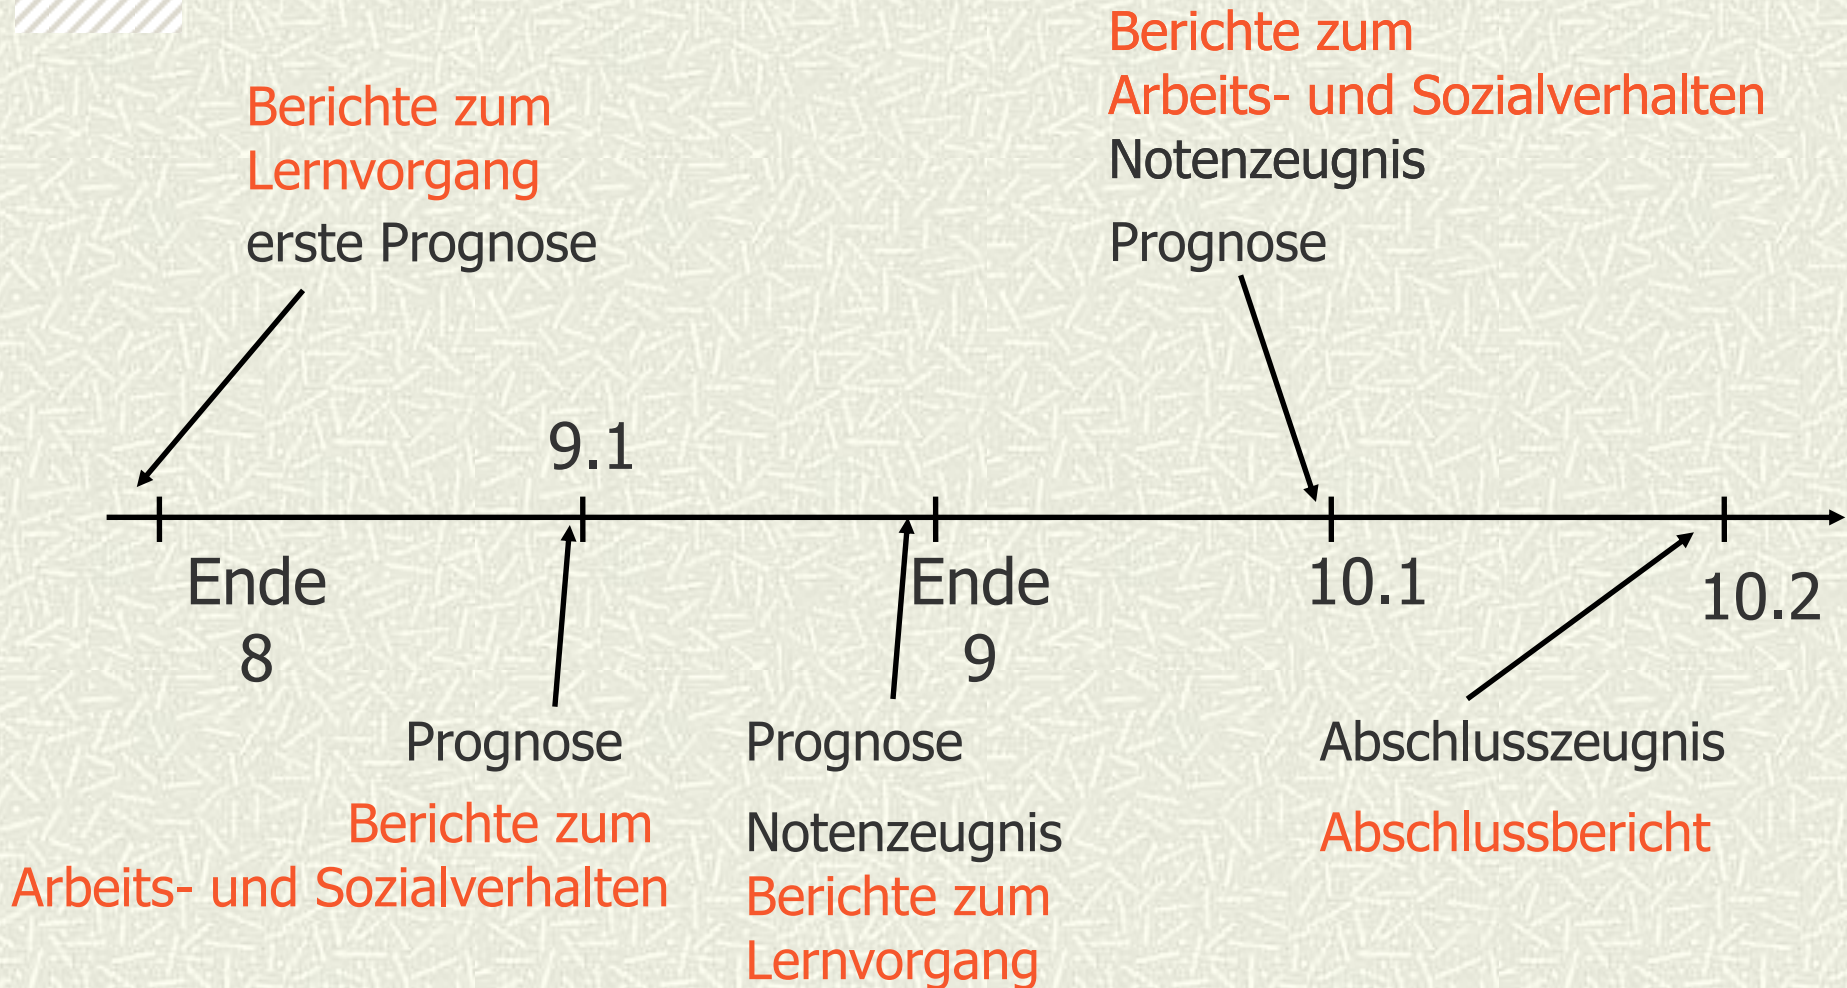 Berichte zum
Arbeits- und Sozialverhalten
Notenzeugnis
Prognose
Berichte zum
Lernvorgang
erste Prognose
9.1
Ende
8
Ende
9
10.1
10.2
Prognose
Berichte zum
Arbeits- und Sozialverhalten
Prognose
Notenzeugnis
Berichte zum
Lernvorgang
Abschlusszeugnis
Abschlussbericht